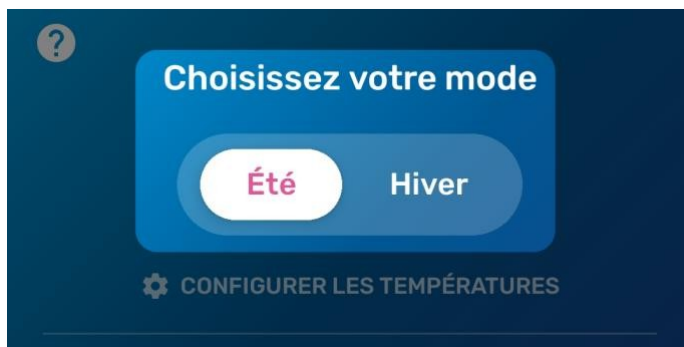 ?
Choisissez votre mode
Été Hiver
CONFIGURER LES TEMPÉRATURES